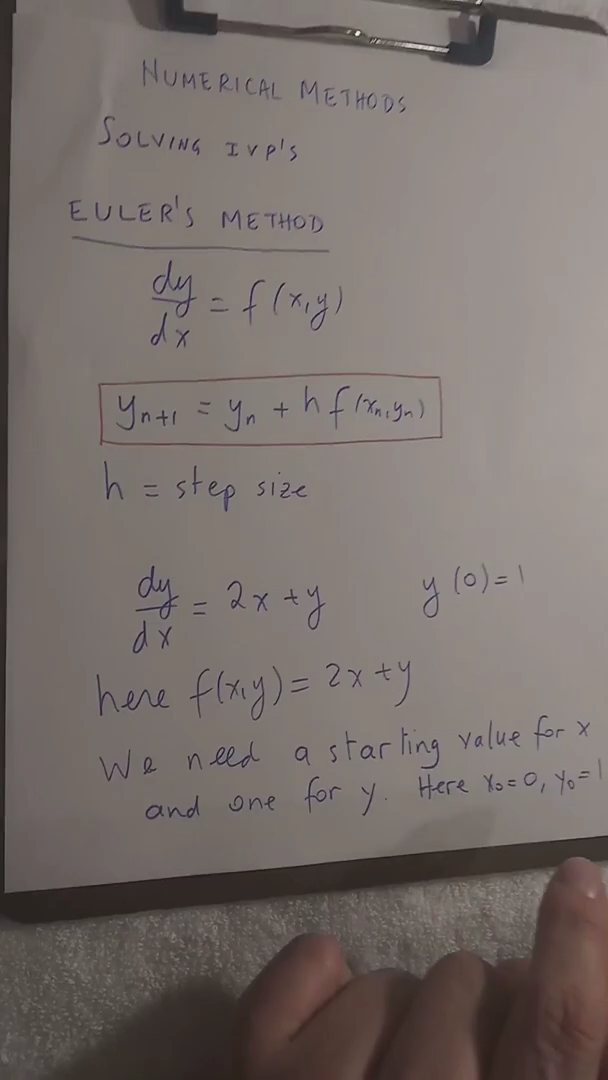 NUMERICAL METHODS
SOLVING IVP'S
EULER'S METHOD
dy/dx = f(x,y)
yₙ₊₁ = yₙ + h f(xₙ,yₙ)
h = step size
dy/dx = 2x + y y(0)=1
here f(x,y) = 2x + y
We need a starting value for x
and one for y. Here x₀=0, y₀=1